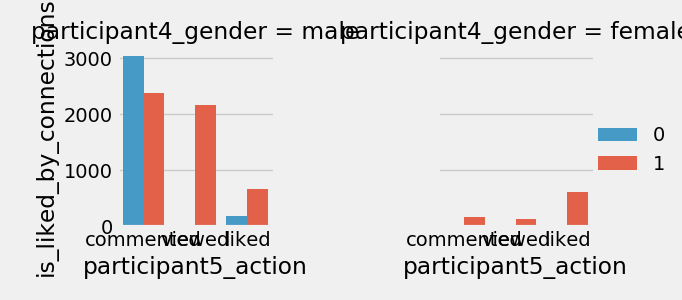 participant4_gender = male
participant4_gender = female
is_liked_by_connections
3000
2000
1000
0
commented viewed liked
commented viewed liked
participant5_action
participant5_action
0
1